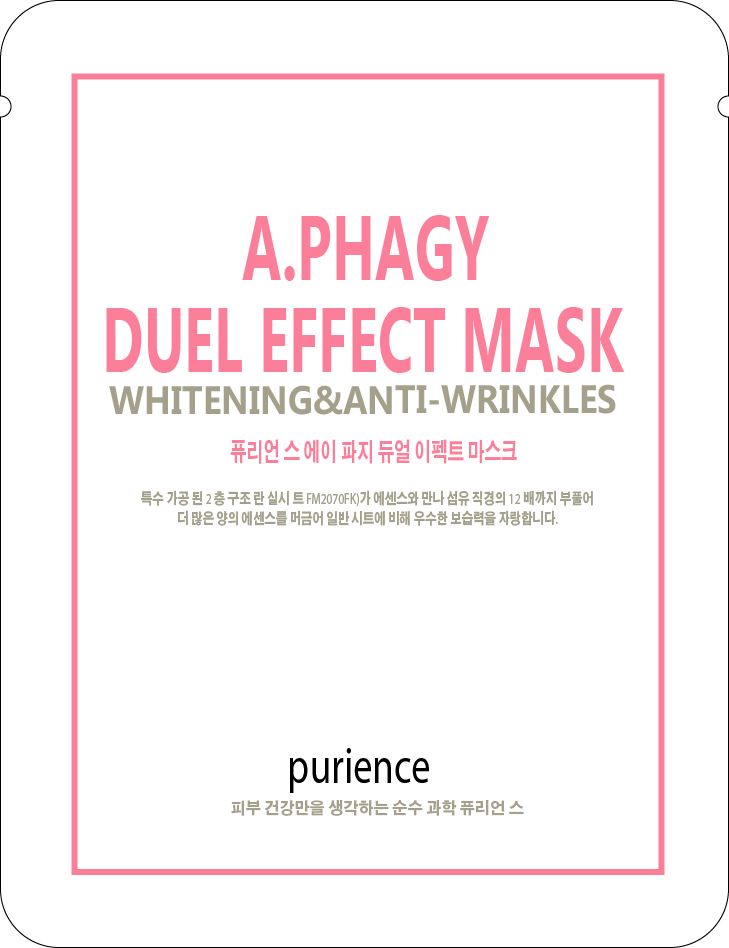 A.PHAGY
DUEL EFFECT MASK
WHITENING&ANTI-WRINKLES
퓨리언 스 에이 파지 듀얼 이펙트 마스크
특수 가공 된 2 층 구조 란 실시 트 FM2070FK)가 에센스와 만나 섬유 직경의 12 배까지 부풀어
더 많은 양의 에센스를 머금어 일반 시트에 비해 우수한 보습력을 자랑합니다.
purience
피부 건강만을 생각하는 순수 과학 퓨리언 스